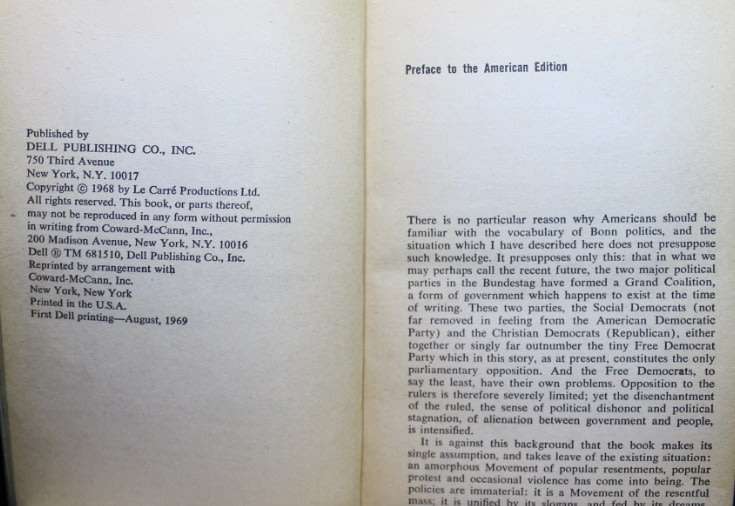 Published by
DELL PUBLISHING CO., INC.
750 Third Avenue
New York, N.Y. 10017
Copyright © 1968 by Le Carré Productions Ltd.
All rights reserved. This book, or parts thereof,
may not be reproduced in any form without permission
in writing from Coward-McCann, Inc.,
200 Madison Avenue, New York, N.Y. 10016
Dell ® TM 681510, Dell Publishing Co., Inc.
Reprinted by arrangement with
Coward-McCann, Inc.
New York, New York
Printed in the U.S.A.
First Dell printing—August, 1969
Preface to the American Edition
There is no particular reason why Americans should be
familiar with the vocabulary of Bonn politics, and the
situation which I have described here does not presuppose
such knowledge. It presupposes only this: that in what we
may perhaps call the recent future, the two major political
parties in the Bundestag have formed a Grand Coalition,
a form of government which happens to exist at the time
of writing. These two parties, the Social Democrats (not
far removed in feeling from the American Democratic
Party) and the Christian Democrats (Republican), either
together or singly far outnumber the tiny Free Democrat
Party which in this story, as at present, constitutes the only
parliamentary opposition. And the Free Democrats, to
say the least, have their own problems. Opposition to the
rulers is therefore severely limited; yet the disenchantment
of the ruled, the sense of political dishonor and political
stagnation, of alienation between government and people,
is intensified.
It is against this background that the book makes its
single assumption, and takes leave of the existing situation:
an amorphous Movement of popular resentments, popular
protest and occasional violence has come into being. The
policies are immaterial: it is a Movement of the resentful
mass; it is unified by its slogans, and fed by its dreams.